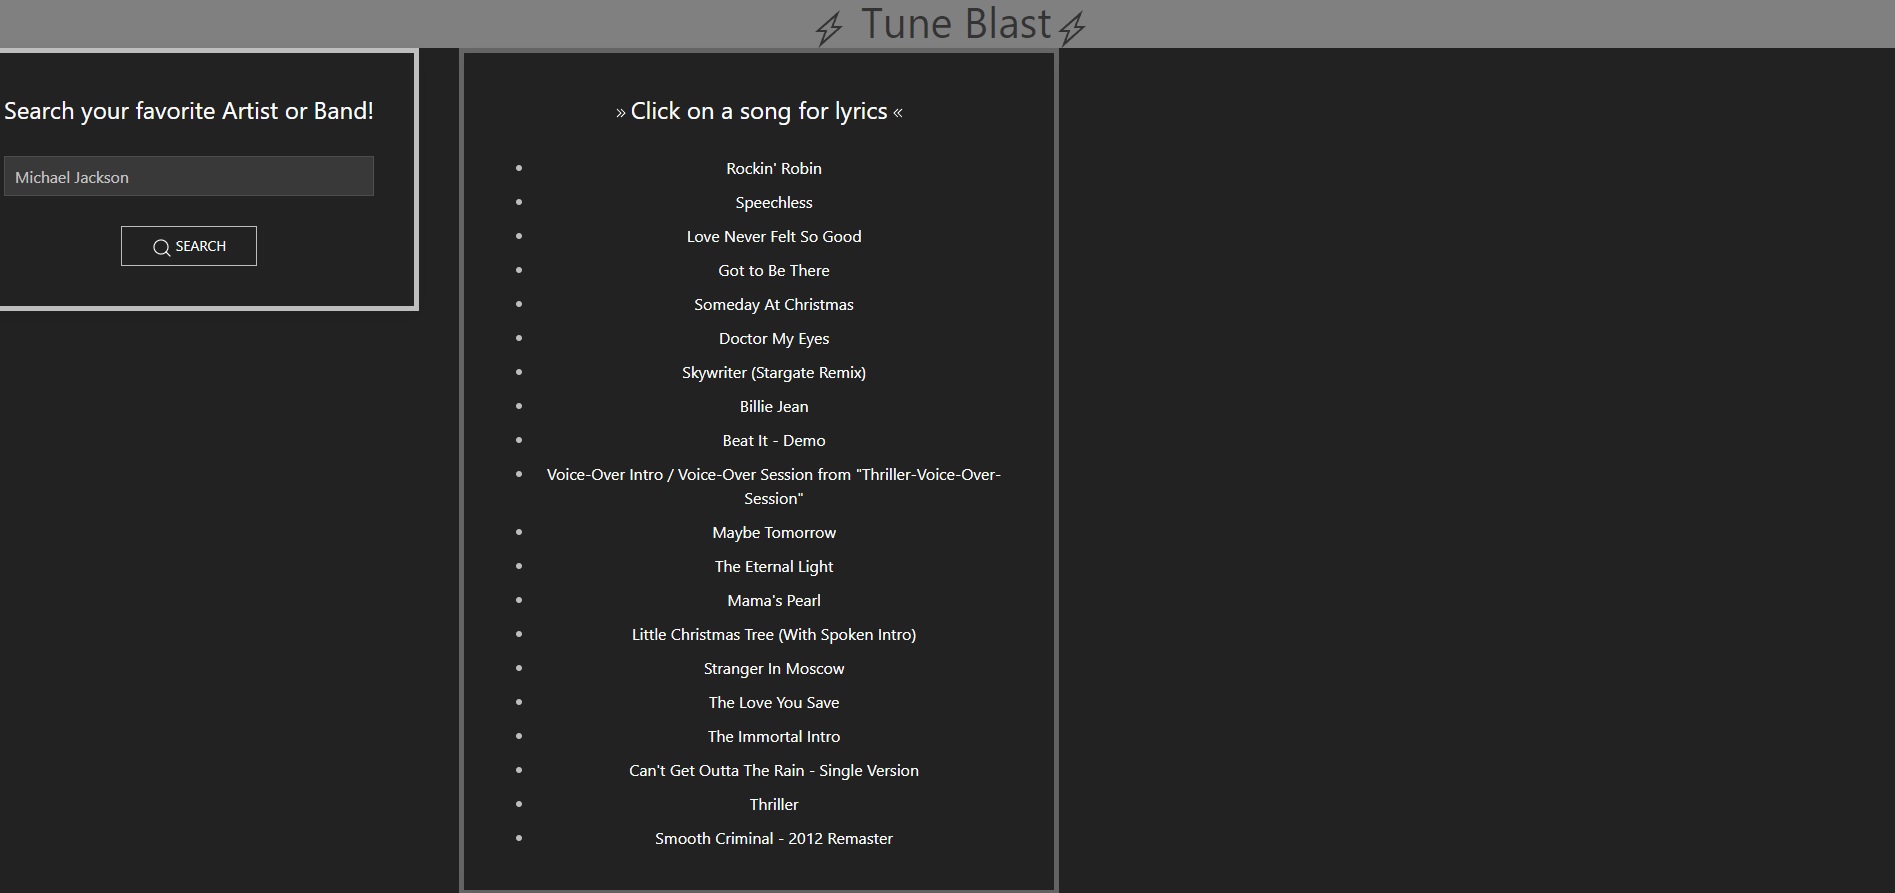 ⚡ Tune Blast ⚡
Search your favorite Artist or Band!
Michael Jackson
SEARCH
» Click on a song for lyrics «
• Rockin' Robin
• Speechless
• Love Never Felt So Good
• Got to Be There
• Someday At Christmas
• Doctor My Eyes
• Skywriter (Stargate Remix)
• Billie Jean
• Beat It - Demo
• Voice-Over Intro / Voice-Over Session from "Thriller-Voice-Over-
Session"
• Maybe Tomorrow
• The Eternal Light
• Mama's Pearl
• Little Christmas Tree (With Spoken Intro)
• Stranger In Moscow
• The Love You Save
• The Immortal Intro
• Can't Get Outta The Rain - Single Version
• Thriller
• Smooth Criminal - 2012 Remaster